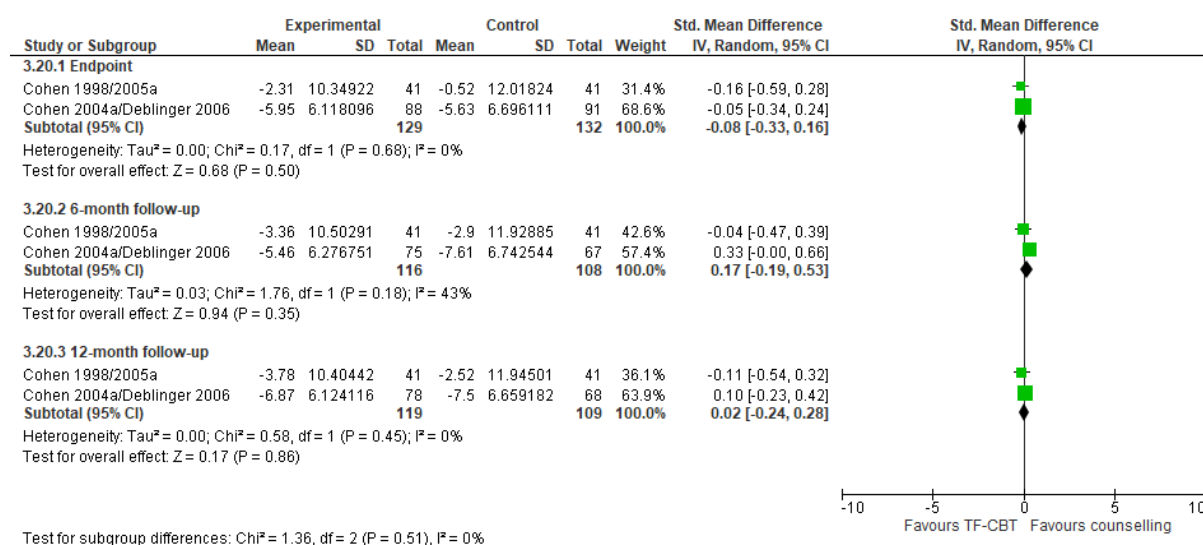 Experimental Control Std. Mean Difference Std. Mean Difference
Study or Subgroup Mean SD Total Mean SD Total Weight IV, Random, 95% CI IV, Random, 95% CI
3.20.1 Endpoint
Cohen 1998/2005a -2.31 10.34922 41 -0.52 12.01824 41 31.4% -0.16 [-0.59, 0.28]
Cohen 2004a/Deblinger 2006 -5.95 6.118096 88 -5.63 6.696111 91 68.6% -0.05 [-0.34, 0.24]
Subtotal (95% CI) 129 132 100.0% -0.08 [-0.33, 0.16]
Heterogeneity: Tau² = 0.00; Chi² = 0.17, df = 1 (P = 0.68); I² = 0%
Test for overall effect: Z = 0.68 (P = 0.50)
3.20.2 6-month follow-up
Cohen 1998/2005a -3.36 10.50291 41 -2.9 11.92885 41 42.6% -0.04 [-0.47, 0.39]
Cohen 2004a/Deblinger 2006 -5.46 6.276751 75 -7.61 6.742544 67 57.4% 0.33 [-0.00, 0.66]
Subtotal (95% CI) 116 108 100.0% 0.17 [-0.19, 0.53]
Heterogeneity: Tau² = 0.03; Chi² = 1.76, df = 1 (P = 0.18); I² = 43%
Test for overall effect: Z = 0.94 (P = 0.35)
3.20.3 12-month follow-up
Cohen 1998/2005a -3.78 10.40442 41 -2.52 11.94501 41 36.1% -0.11 [-0.54, 0.32]
Cohen 2004a/Deblinger 2006 -6.87 6.124116 78 -7.5 6.659182 68 63.9% 0.10 [-0.23, 0.42]
Subtotal (95% CI) 119 109 100.0% 0.02 [-0.24, 0.28]
Heterogeneity: Tau² = 0.00; Chi² = 0.58, df = 1 (P = 0.45); I² = 0%
Test for overall effect: Z = 0.17 (P = 0.86)
-10 -5 0 5 10
Favours TF-CBT Favours counselling
Test for subgroup differences: Chi² = 1.36, df = 2 (P = 0.51), I² = 0%